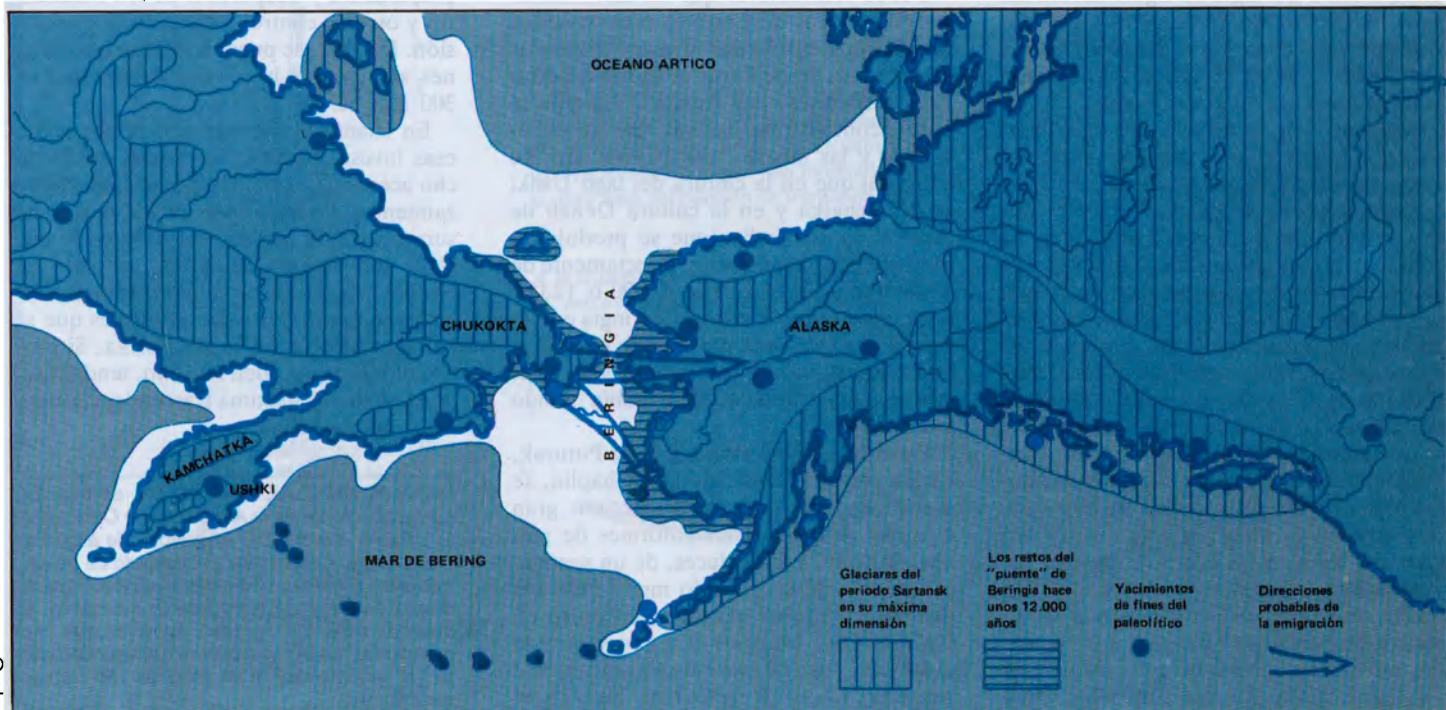 OCEANO ARTICO
CHUKOKTA
BERINGIA
ALASKA
KAMCHATKA
USHKI
MAR DE BERING
Glaciares del
periodo Sartansk
en su máxima
dimensión
Los restos del
"puente" de
Beringia hace
unos 12.000
años
Yacimientos
de fines del
paleolítico
Direcciones
probables de
la emigración